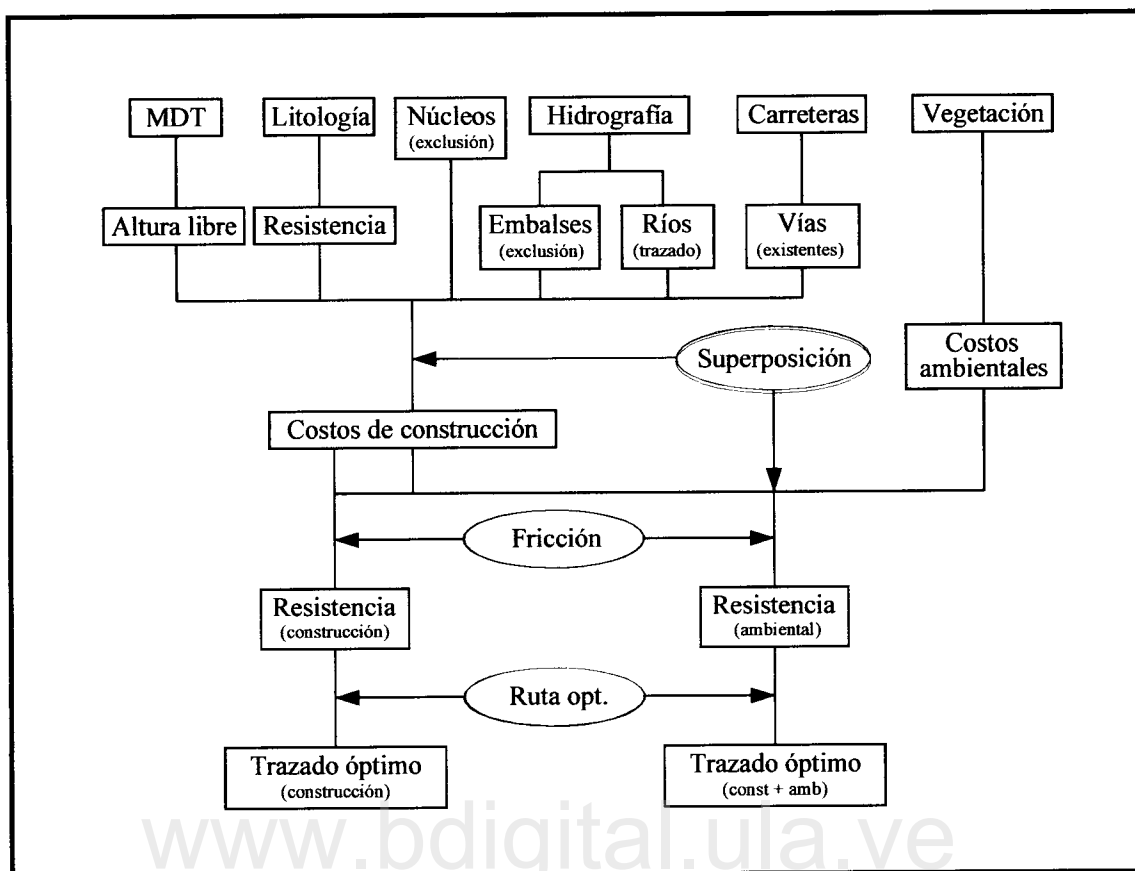 MDT
Litología
Núcleos
(exclusión)
Hidrografía
Carreteras
Vegetación
Altura libre
Resistencia
Embalses
(exclusión)
Ríos
(trazado)
Vías
(existentes)
Superposición
Costos
ambientales
Costos de construcción
Fricción
Resistencia
(construcción)
Resistencia
(ambiental)
Ruta opt.
Trazado óptimo
(construcción)
Trazado óptimo
(const + amb)
www.bdigital.ula.ve